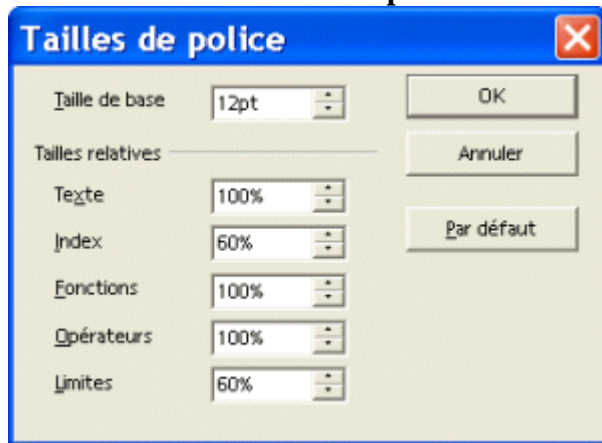 Tailles de police
Taille de base 12pt OK
Tailles relatives Annuler
Texte 100%
Index 60% Par défaut
Fonctions 100%
Opérateurs 100%
Limites 60%